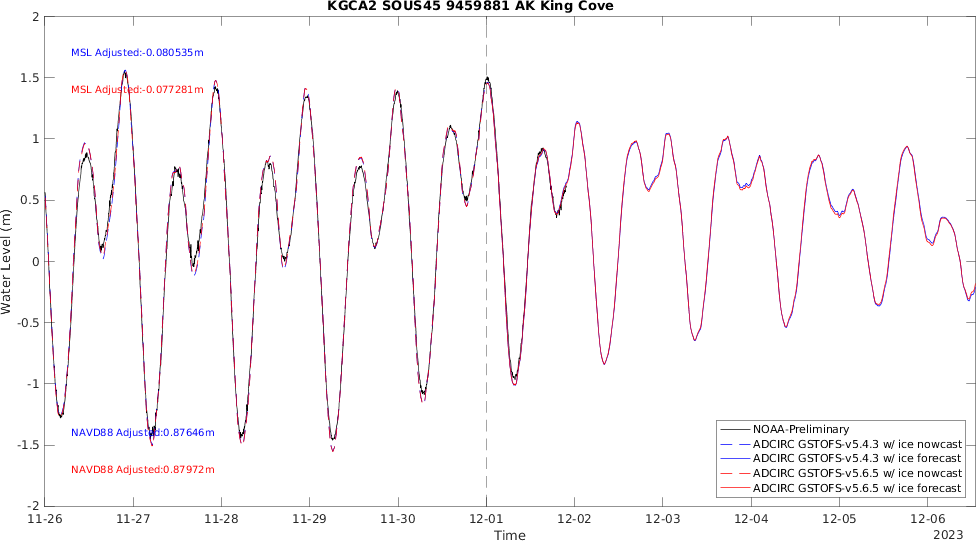 KGCA2 SOUS45 9459881 AK King Cove
MSL Adjusted:-0.080535m
MSL Adjusted:-0.077281m
NAVD88 Adjusted:0.87646m
NAVD88 Adjusted:0.87972m
Water Level (m)
2
1.5
1
0.5
0
-0.5
-1
-1.5
-2
NOAA-Preliminary
ADCIRC GSTOFS-v5.4.3 w/ ice nowcast
ADCIRC GSTOFS-v5.4.3 w/ ice forecast
ADCIRC GSTOFS-v5.6.5 w/ ice nowcast
ADCIRC GSTOFS-v5.6.5 w/ ice forecast
11-26 11-27 11-28 11-29 11-30 12-01 12-02 12-03 12-04 12-05 12-06
Time
2023